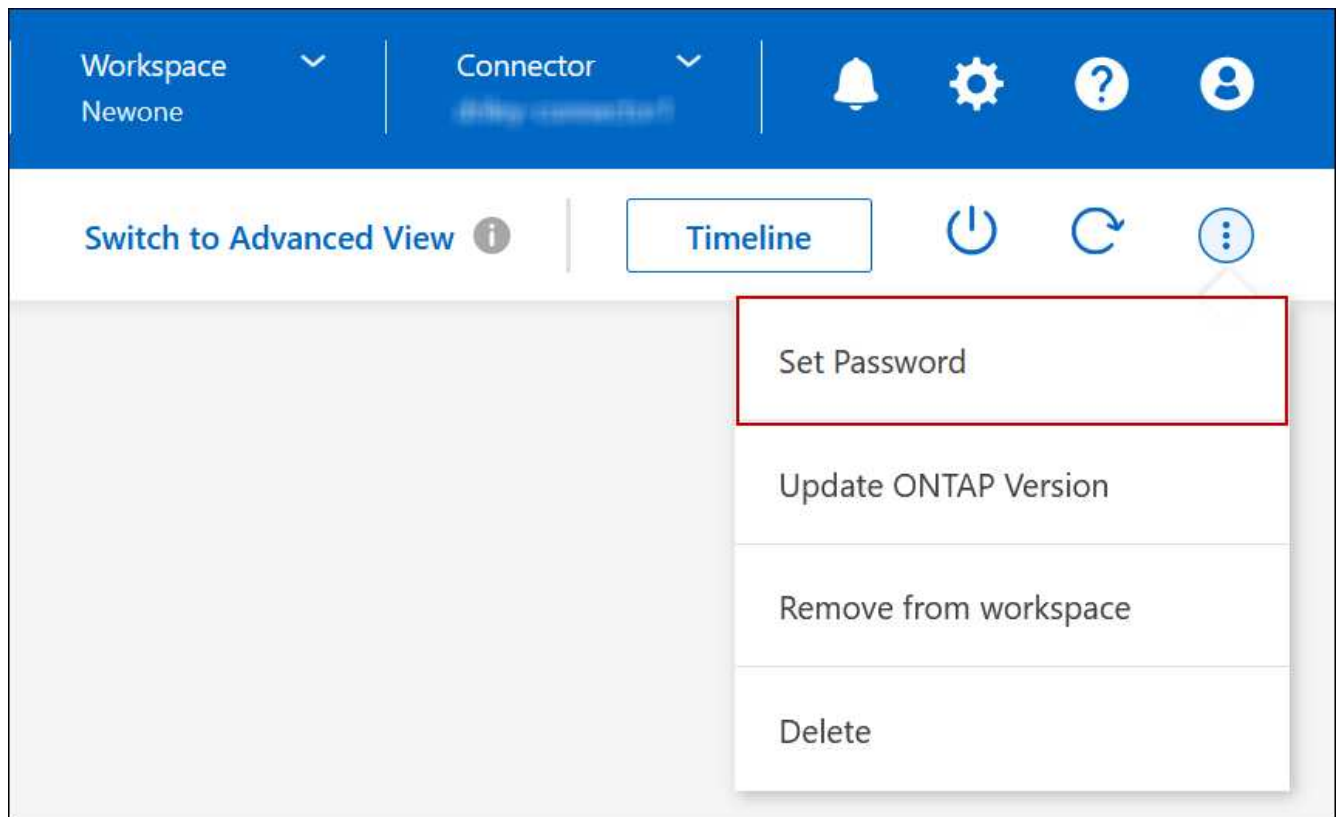 Workspace
Newone
Connector
Switch to Advanced View
Timeline
Set Password
Update ONTAP Version
Remove from workspace
Delete